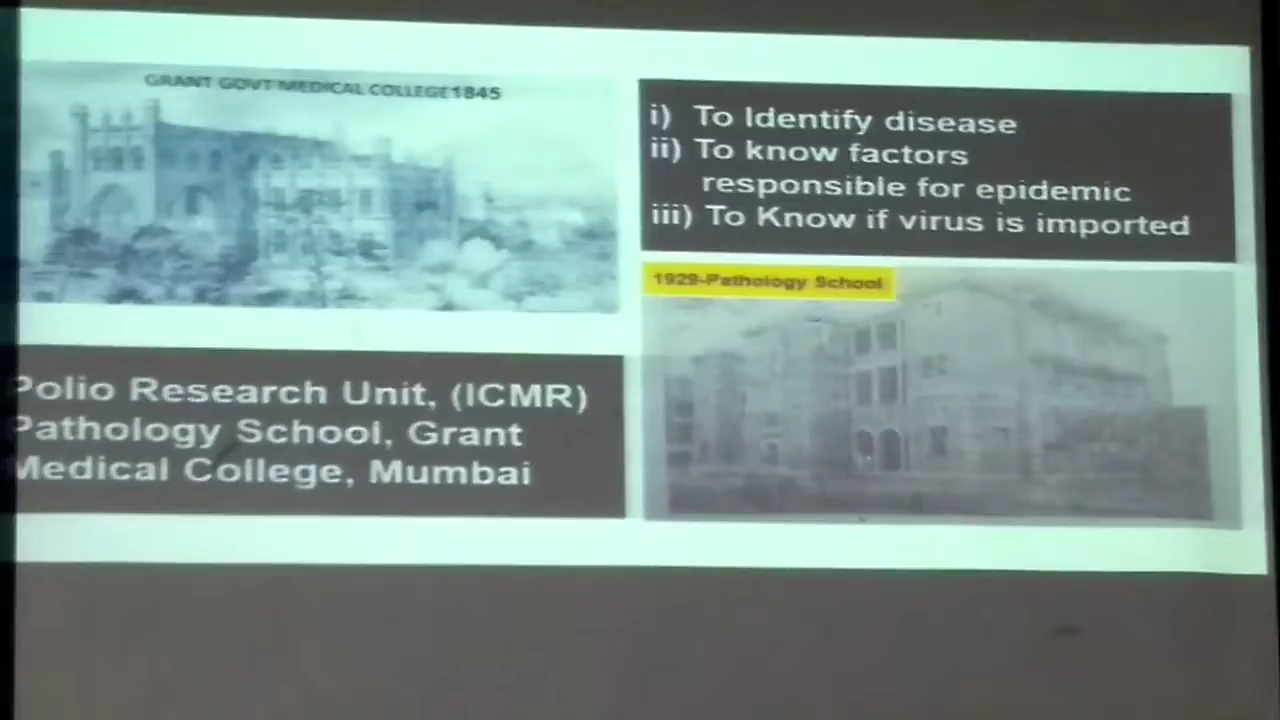 GRANT GOVT MEDICAL COLLEGE1845
i) To Identify disease
ii) To know factors
responsible for epidemic
iii) To Know if virus is imported
1929-Pathology School
Polio Research Unit, (ICMR)
Pathology School, Grant
Medical College, Mumbai